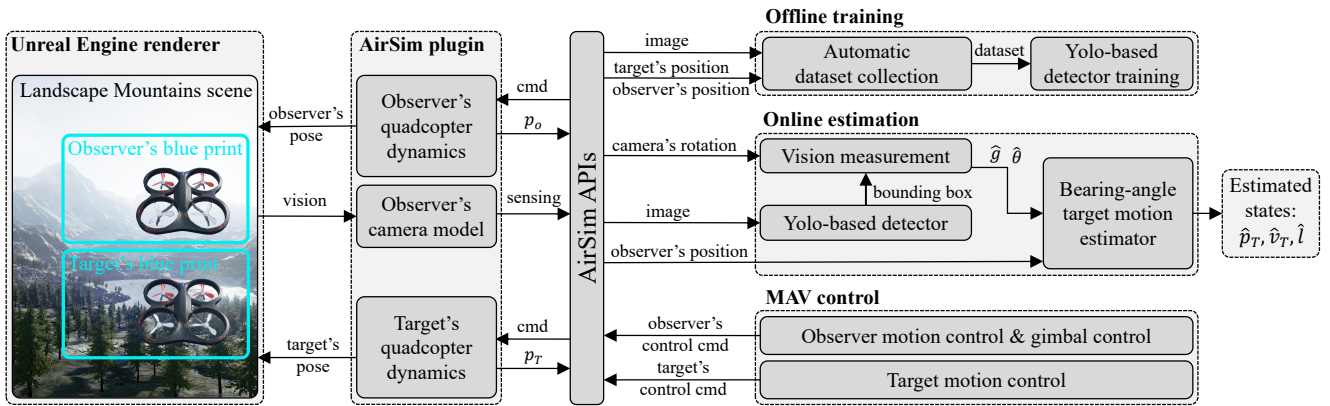 Unreal Engine renderer
Landscape Mountains scene
Observer's blue print
Target's blue print
observer's
pose
vision
target's
pose
AirSim plugin
Observer's
quadcopter
dynamics
Observer's
camera model
Target's
quadcopter
dynamics
cmd
p_o
sensing
cmd
p_T
AirSim APIs
image
target's position
observer's position
camera's rotation
image
observer's position
observer's
control cmd
target's
control cmd
Offline training
Automatic
dataset collection
dataset
Yolo-based
detector training
Online estimation
Vision measurement
ĝ θ̂
bounding box
Yolo-based detector
Bearing-angle
target motion
estimator
Estimated
states:
p̂_T, v̂_T, l̂
MAV control
Observer motion control & gimbal control
Target motion control